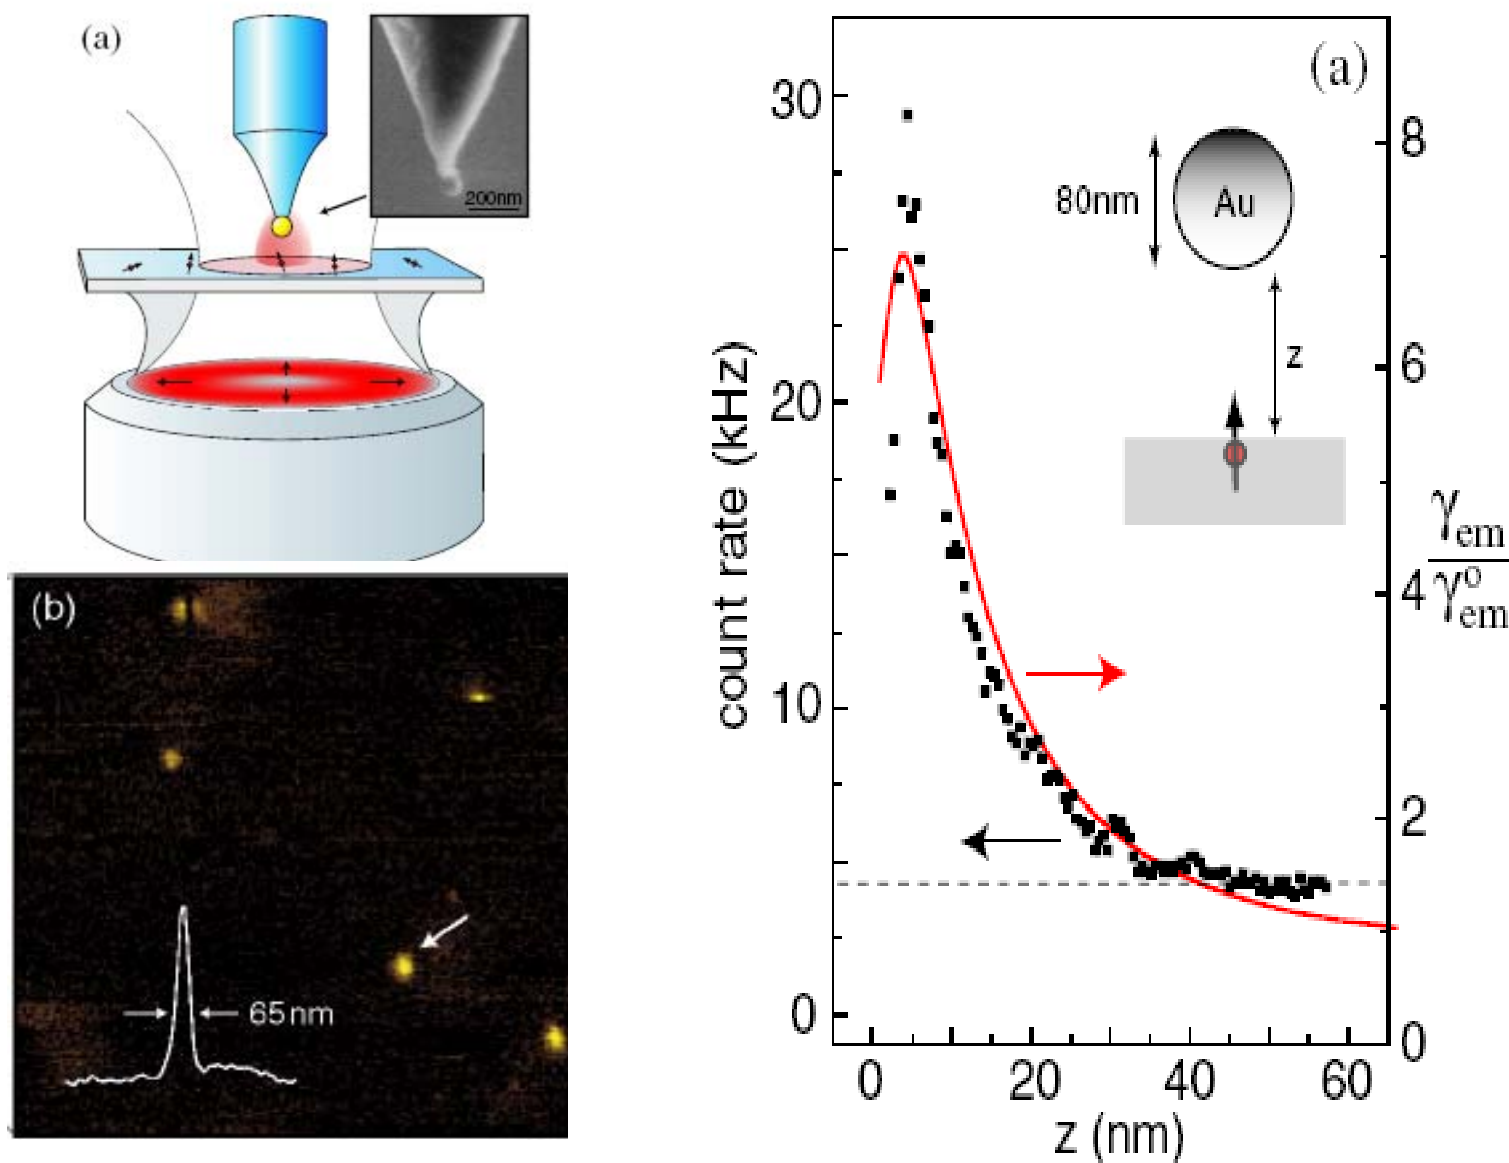 (a)
200nm
(b)
65nm
(a)
30
20
10
0
count rate (kHz)
80nm
Au
z
8
6
4
2
0
γem
γ°em
0 20 40 60
z (nm)